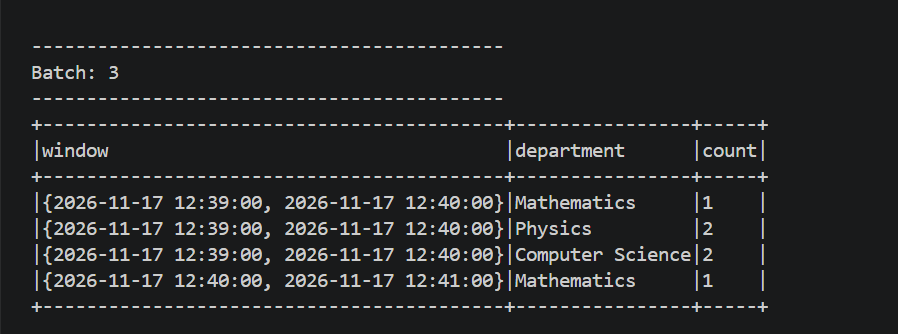 -------------------------------------------
Batch: 3
-------------------------------------------
+------------------------------------------+----------------+-----+
|window                                    |department      |count|
+------------------------------------------+----------------+-----+
|{2026-11-17 12:39:00, 2026-11-17 12:40:00}|Mathematics     |1    |
|{2026-11-17 12:39:00, 2026-11-17 12:40:00}|Physics         |2    |
|{2026-11-17 12:39:00, 2026-11-17 12:40:00}|Computer Science|2    |
|{2026-11-17 12:40:00, 2026-11-17 12:41:00}|Mathematics     |1    |
+------------------------------------------+----------------+-----+